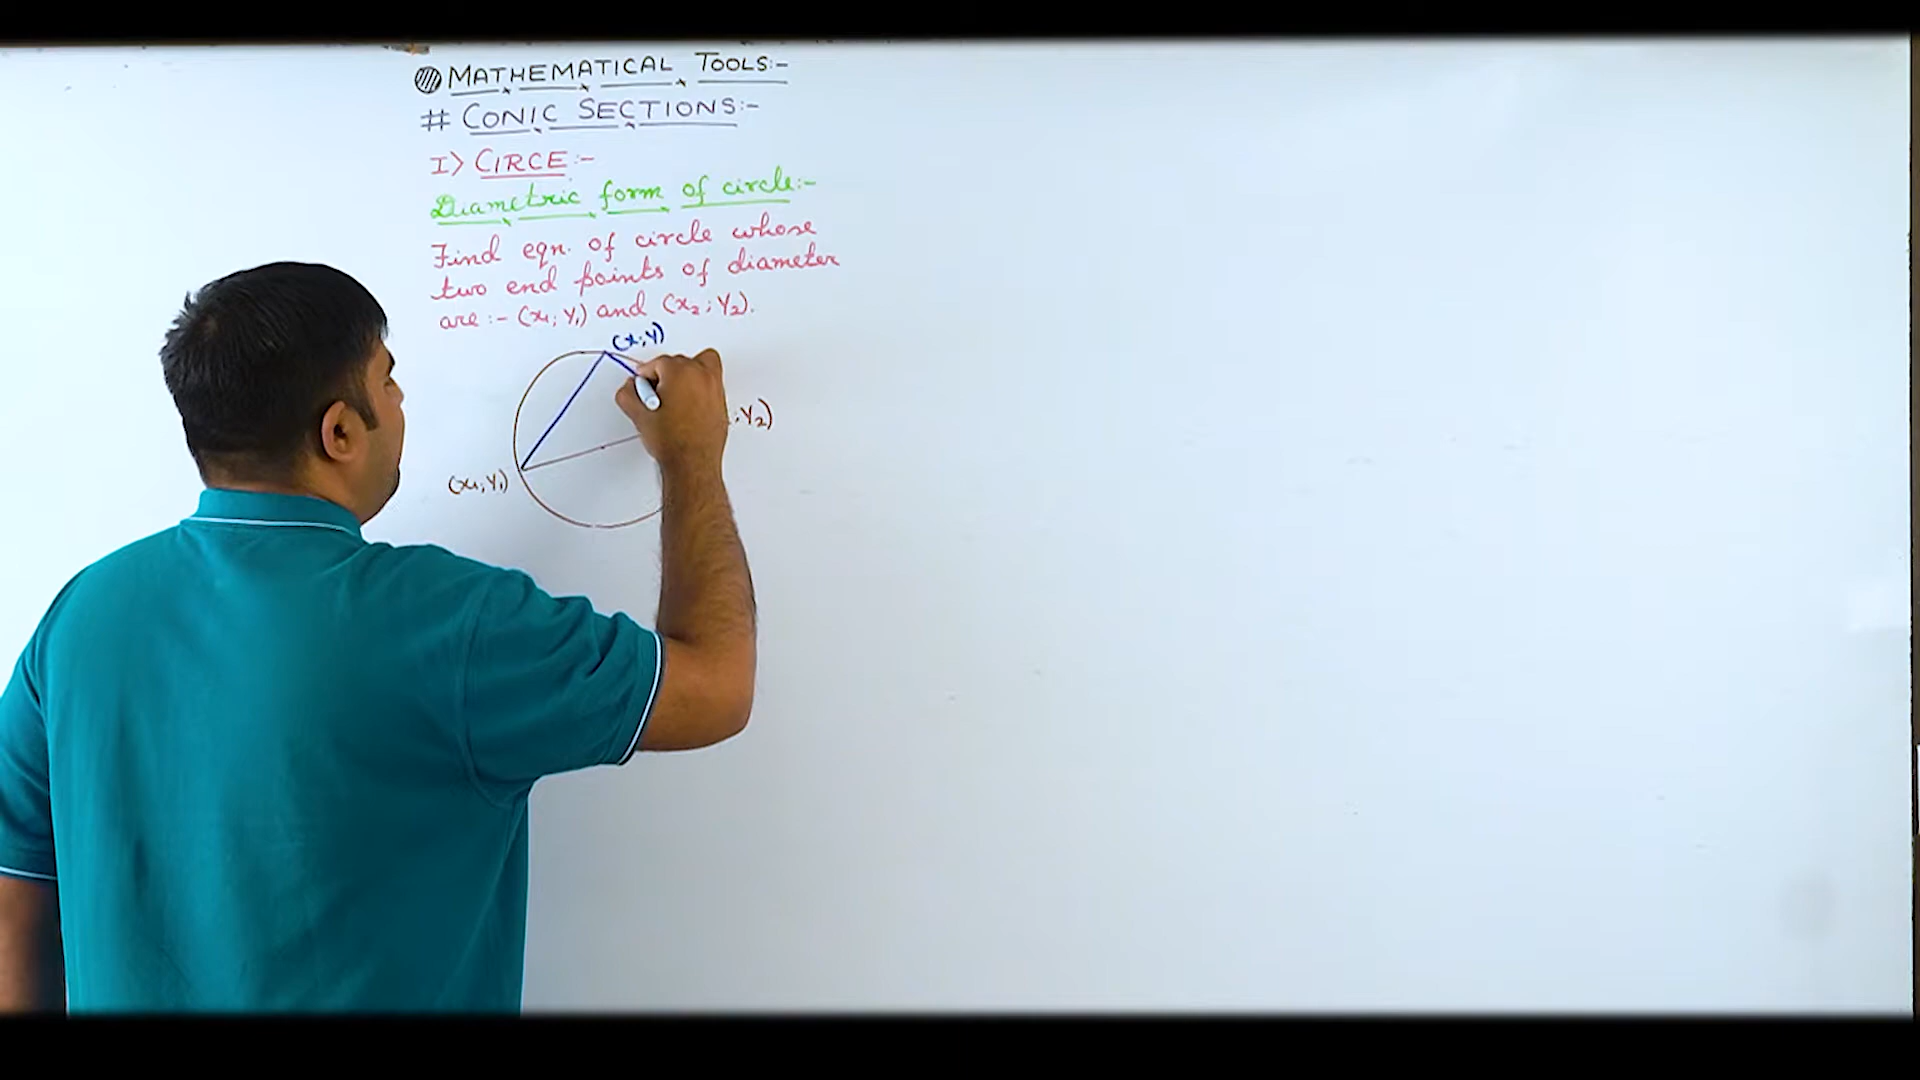 MATHEMATICAL TOOLS:-
# CONIC SECTIONS:-
I> CIRCE:-
Diametric form of circle:-
Find eqn. of circle whose
two end points of diameter
are:- (x₁; y₁) and (x₂; y₂).
(x; y)
; y₂)
(x₁; y₁)